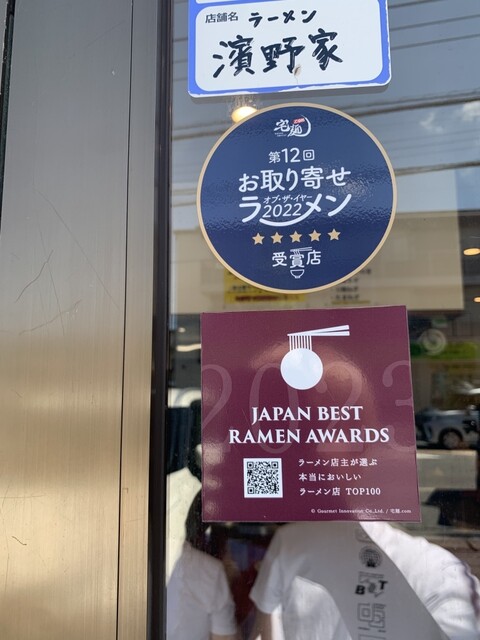 店舗名 ラーメン
濱野家
宅麺
第12回
お取り寄せ
ラーメン
オブ・ザ・イヤー
2022
受賞店
2023
JAPAN BEST
RAMEN AWARDS
ラーメン店主が選ぶ
本当においしい
ラーメン店 TOP100
© Gourmet Innovation Co.,Ltd. / 宅麺.com